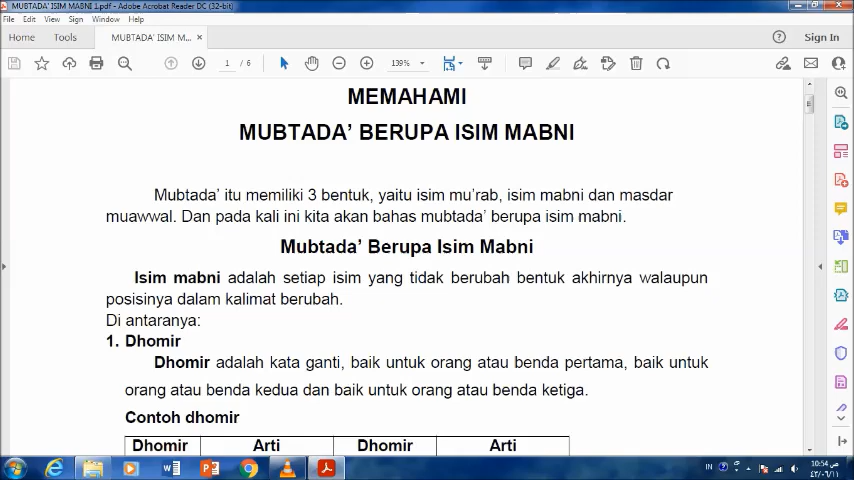 MUBTADA' ISIM MABNI 1.pdf - Adobe Acrobat Reader DC (32-bit)
File Edit View Sign Window Help
Home Tools MUBTADA' ISIM M... × Sign In
1 / 6 139%
MEMAHAMI
MUBTADA’ BERUPA ISIM MABNI
Mubtada’ itu memiliki 3 bentuk, yaitu isim mu’rab, isim mabni dan masdar
muawwal. Dan pada kali ini kita akan bahas mubtada’ berupa isim mabni.
Mubtada’ Berupa Isim Mabni
Isim mabni adalah setiap isim yang tidak berubah bentuk akhirnya walaupun
posisinya dalam kalimat berubah.
Di antaranya:
1. Dhomir
Dhomir adalah kata ganti, baik untuk orang atau benda pertama, baik untuk
orang atau benda kedua dan baik untuk orang atau benda ketiga.
Contoh dhomir
Dhomir Arti Dhomir Arti
IN 10:54 ص
٤٣/٠٦/١١